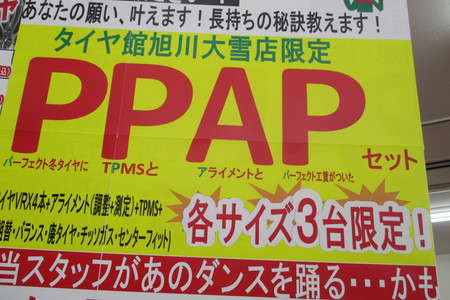 あなたの願い、叶えます！長持ちの秘訣教えます！
タイヤ館旭川大雪店限定
PPAP
パーフェクト冬タイヤに TPMSと アライメントと パーフェクト工賃がついた セット
イヤVRX4本+アライメント(調整+測定)+TPMS+
替・バランス・廃タイヤ・チッソガス・センターフィット)
各サイズ3台限定！
当スタッフがあのダンスを踊る・・・かも